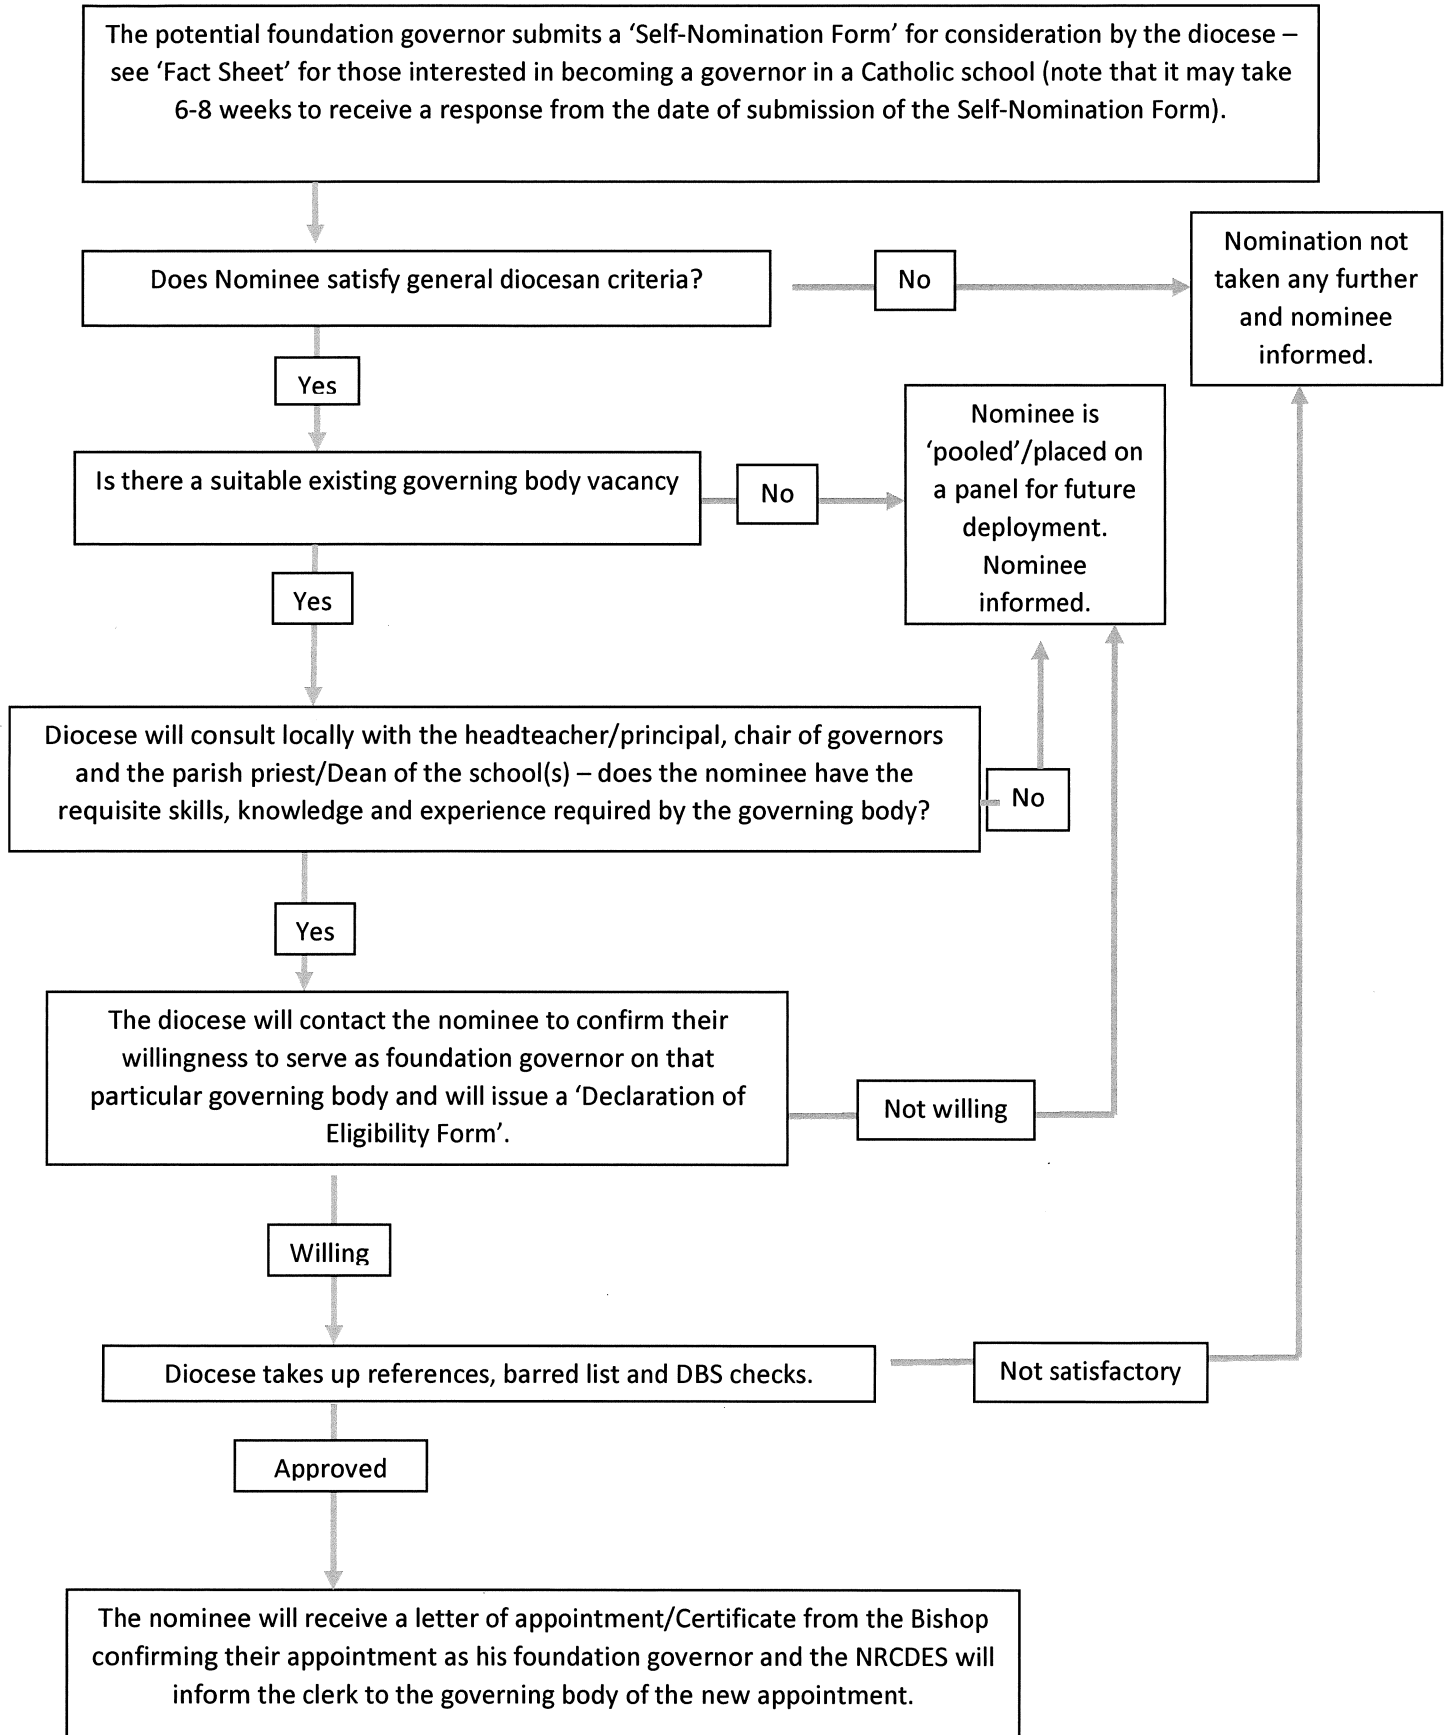 The potential foundation governor submits a ‘Self-Nomination Form’ for consideration by the diocese –
see ‘Fact Sheet’ for those interested in becoming a governor in a Catholic school (note that it may take
6-8 weeks to receive a response from the date of submission of the Self-Nomination Form).
Does Nominee satisfy general diocesan criteria?
No
Nomination not
taken any further
and nominee
informed.
Yes
Is there a suitable existing governing body vacancy
No
Nominee is
‘pooled’/placed on
a panel for future
deployment.
Nominee
informed.
Yes
Diocese will consult locally with the headteacher/principal, chair of governors
and the parish priest/Dean of the school(s) – does the nominee have the
requisite skills, knowledge and experience required by the governing body?
No
Yes
The diocese will contact the nominee to confirm their
willingness to serve as foundation governor on that
particular governing body and will issue a ‘Declaration of
Eligibility Form’.
Not willing
Willing
Diocese takes up references, barred list and DBS checks.
Not satisfactory
Approved
The nominee will receive a letter of appointment/Certificate from the Bishop
confirming their appointment as his foundation governor and the NRCDES will
inform the clerk to the governing body of the new appointment.